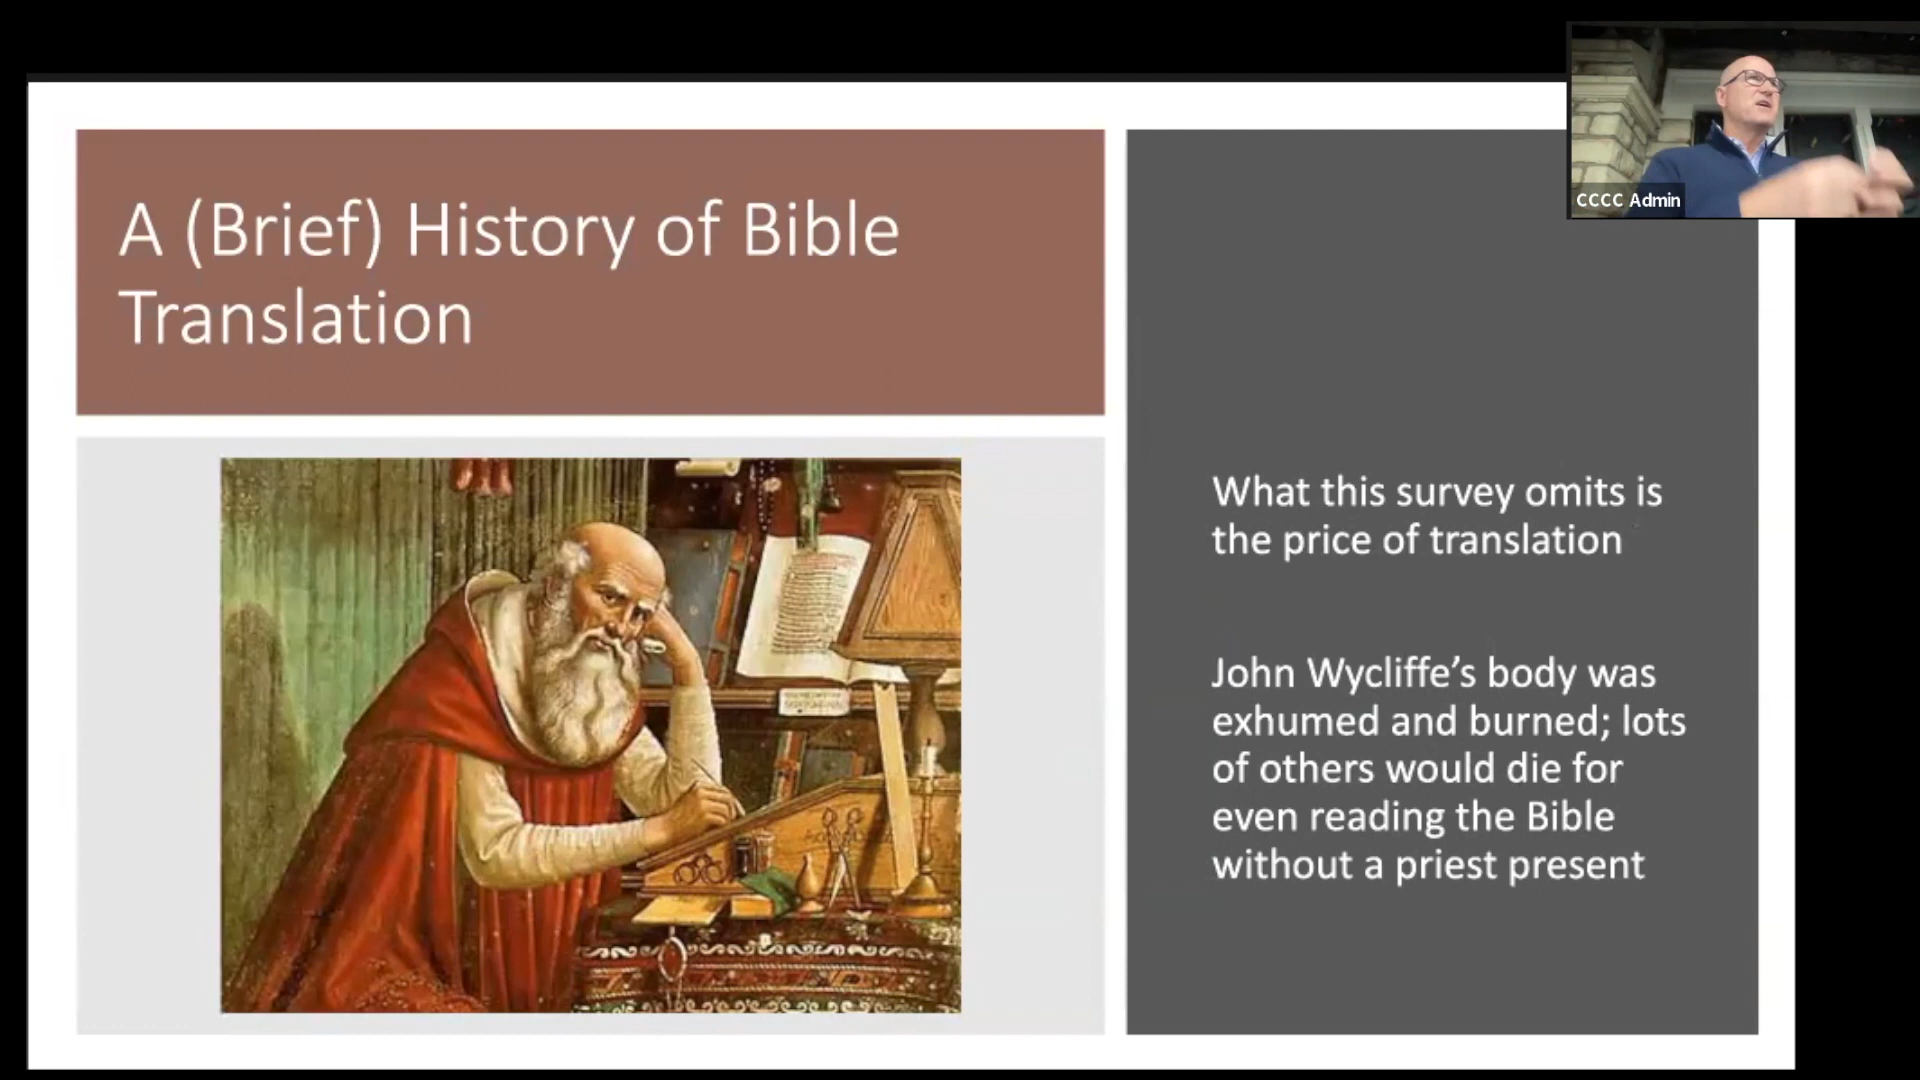 A (Brief) History of Bible
Translation
CCCC Admin
What this survey omits is
the price of translation
John Wycliffe’s body was
exhumed and burned; lots
of others would die for
even reading the Bible
without a priest present